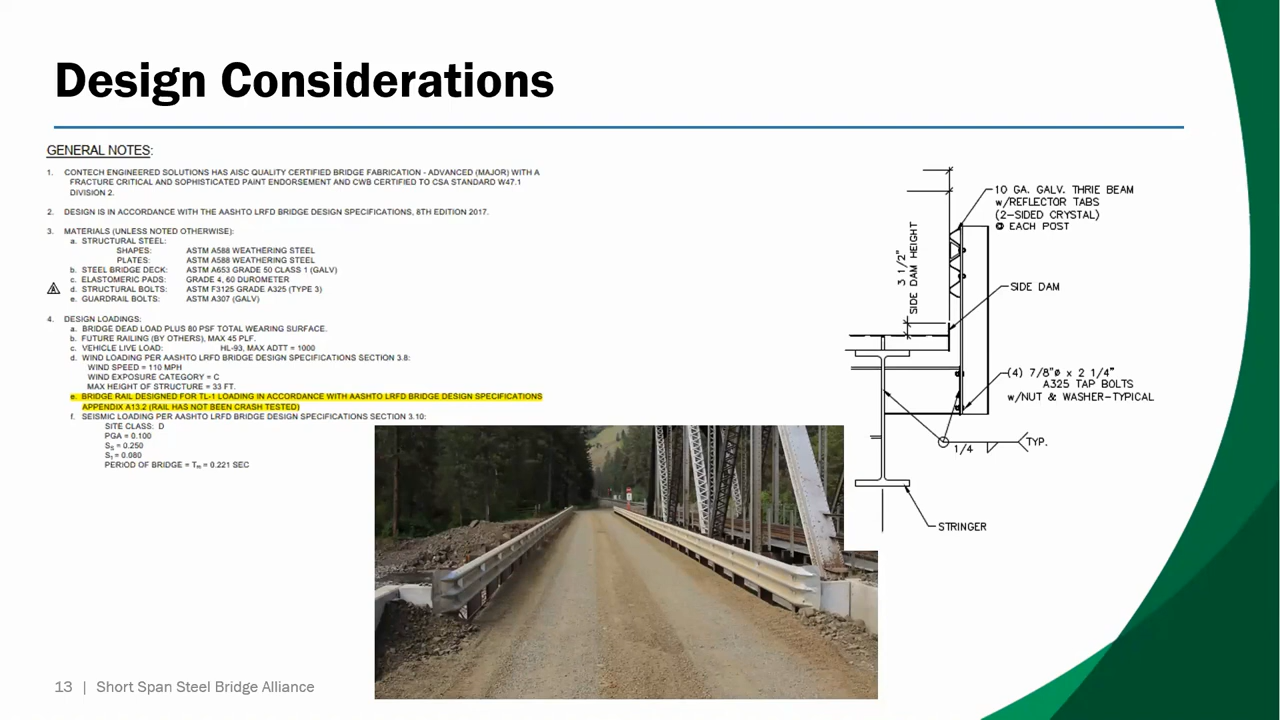 Design Considerations
GENERAL NOTES:
1. CONTECH ENGINEERED SOLUTIONS HAS AISC QUALITY CERTIFIED BRIDGE FABRICATION - ADVANCED (MAJOR) WITH A
FRACTURE CRITICAL AND SOPHISTICATED PAINT ENDORSEMENT AND CWB CERTIFIED TO CSA STANDARD W47.1
DIVISION 2.
2. DESIGN IS IN ACCORDANCE WITH THE AASHTO LRFD BRIDGE DESIGN SPECIFICATIONS, 8TH EDITION 2017.
3. MATERIALS (UNLESS NOTED OTHERWISE):
a. STRUCTURAL STEEL:
SHAPES: ASTM A588 WEATHERING STEEL
PLATES: ASTM A588 WEATHERING STEEL
b. STEEL BRIDGE DECK: ASTM A653 GRADE 50 CLASS 1 (GALV)
c. ELASTOMERIC PADS: GRADE 4, 60 DUROMETER
d. STRUCTURAL BOLTS: ASTM F3125 GRADE A325 (TYPE 3)
e. GUARDRAIL BOLTS: ASTM A307 (GALV)
4. DESIGN LOADINGS:
a. BRIDGE DEAD LOAD PLUS 80 PSF TOTAL WEARING SURFACE.
b. FUTURE RAILING (BY OTHERS), MAX 45 PLF.
c. VEHICLE LIVE LOAD: HL-93, MAX ADTT = 1000
d. WIND LOADING PER AASHTO LRFD BRIDGE DESIGN SPECIFICATIONS SECTION 3.8:
WIND SPEED = 110 MPH
WIND EXPOSURE CATEGORY = C
MAX HEIGHT OF STRUCTURE = 33 FT.
e. BRIDGE RAIL DESIGNED FOR TL-1 LOADING IN ACCORDANCE WITH AASHTO LRFD BRIDGE DESIGN SPECIFICATIONS
APPENDIX A13.2 (RAIL HAS NOT BEEN CRASH TESTED)
f. SEISMIC LOADING PER AASHTO LRFD BRIDGE DESIGN SPECIFICATIONS SECTION 3.10:
SITE CLASS: D
PGA = 0.100
SS = 0.250
S1 = 0.080
PERIOD OF BRIDGE = Tm = 0.221 SEC
10 GA. GALV. THRIE BEAM
w/REFLECTOR TABS
(2-SIDED CRYSTAL)
@ EACH POST
3 1/2"
SIDE DAM HEIGHT
SIDE DAM
(4) 7/8"ø x 2 1/4"
A325 TAP BOLTS
w/NUT & WASHER-TYPICAL
1/4 TYP.
STRINGER
13 | Short Span Steel Bridge Alliance